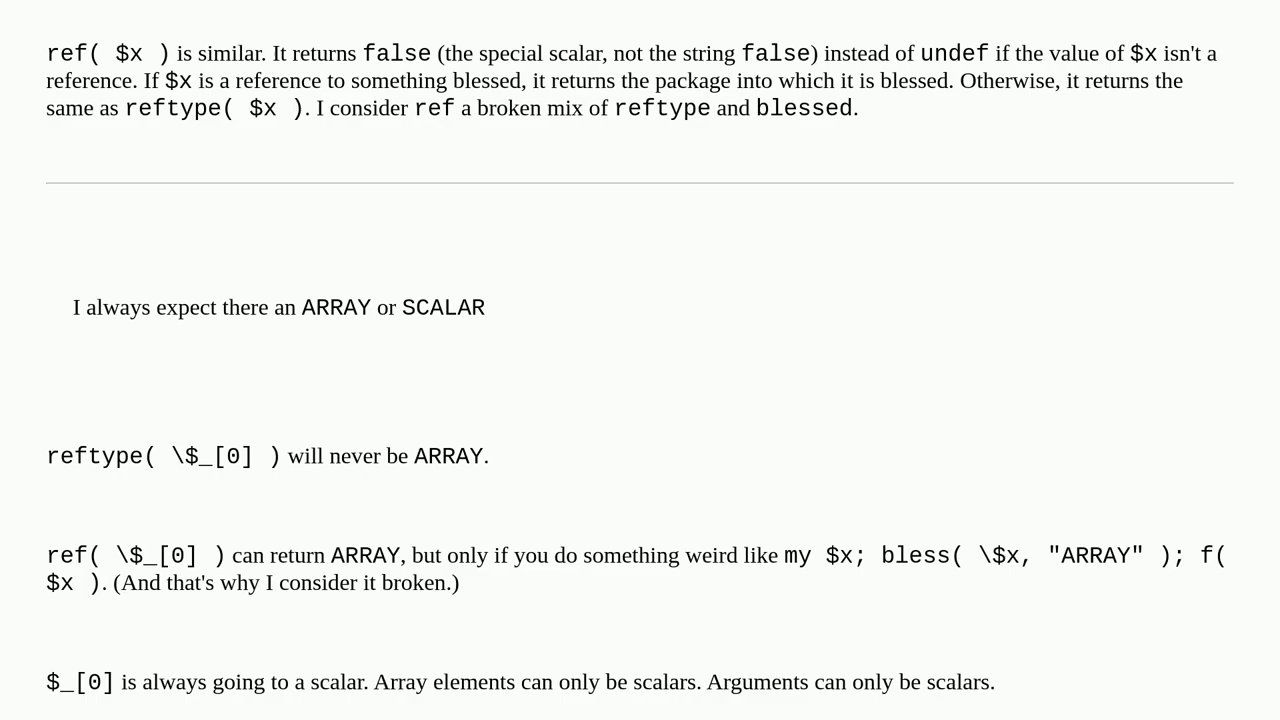 ref( $x ) is similar. It returns false (the special scalar, not the string false) instead of undef if the value of $x isn't a
reference. If $x is a reference to something blessed, it returns the package into which it is blessed. Otherwise, it returns the
same as reftype( $x ). I consider ref a broken mix of reftype and blessed.
I always expect there an ARRAY or SCALAR
reftype( \$_[0] ) will never be ARRAY.
ref( \$_[0] ) can return ARRAY, but only if you do something weird like my $x; bless( \$x, "ARRAY" ); f(
$x ). (And that's why I consider it broken.)
$_[0] is always going to a scalar. Array elements can only be scalars. Arguments can only be scalars.